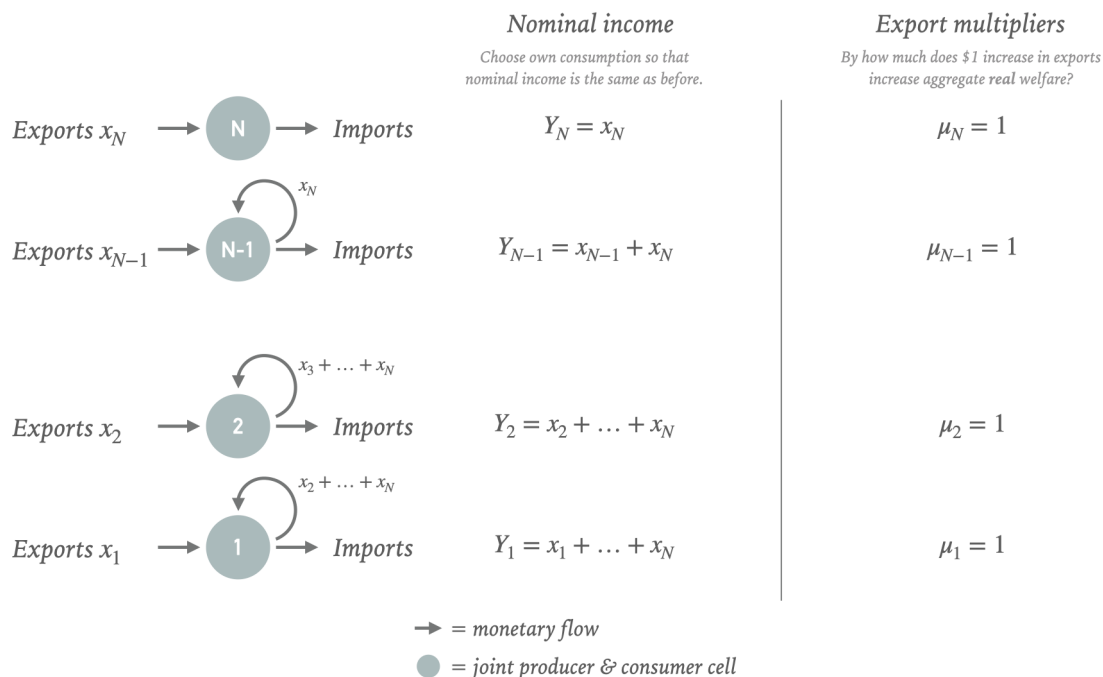 Nominal income
Export multipliers
Choose own consumption so that
nominal income is the same as before.
By how much does $1 increase in exports
increase aggregate real welfare?
Exports x_N
N
Imports
Y_N = x_N
μ_N = 1
x_N
Exports x_{N−1}
N-1
Imports
Y_{N−1} = x_{N−1} + x_N
μ_{N−1} = 1
x_3 + … + x_N
Exports x_2
2
Imports
Y_2 = x_2 + … + x_N
μ_2 = 1
x_2 + … + x_N
Exports x_1
1
Imports
Y_1 = x_1 + … + x_N
μ_1 = 1
= monetary flow
= joint producer & consumer cell